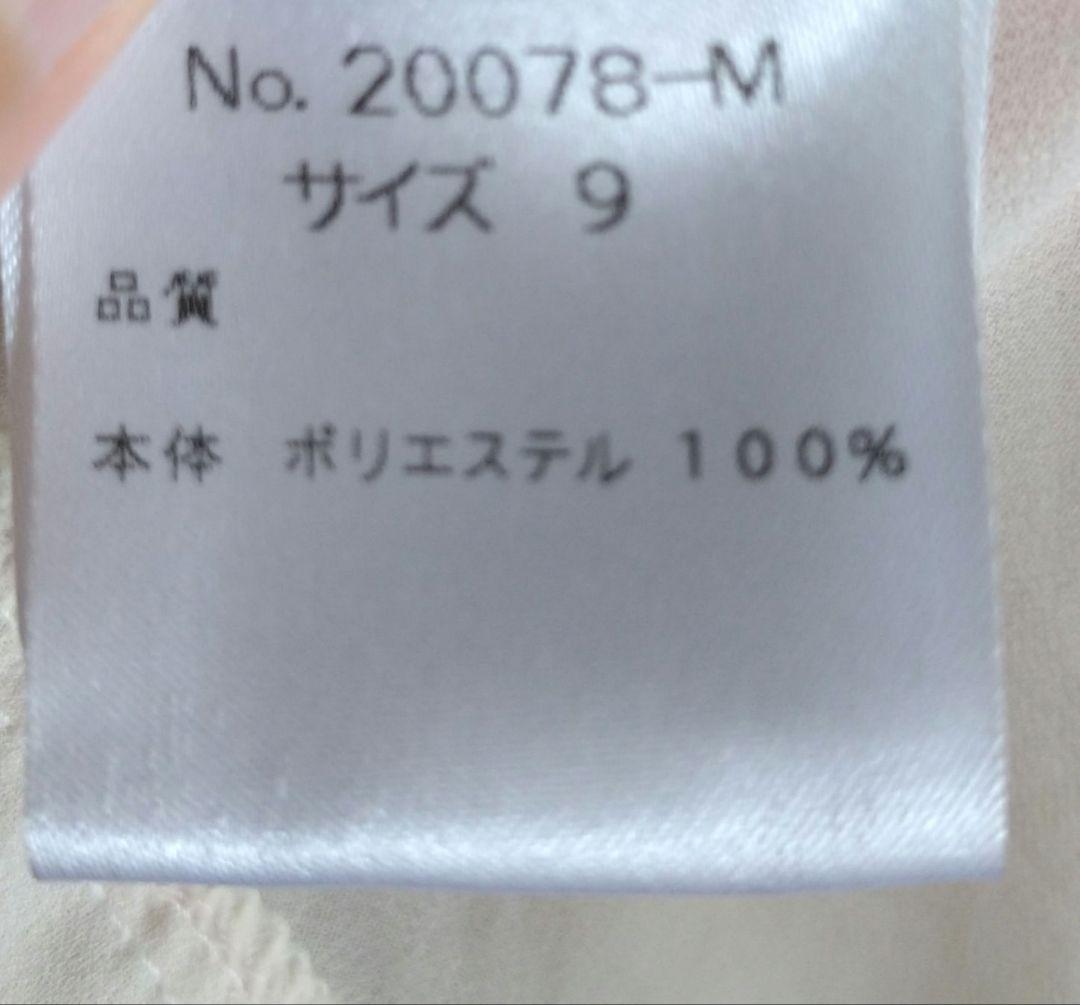 No. 20078-M
サイズ 9
品質
本体 ポリエステル 100%